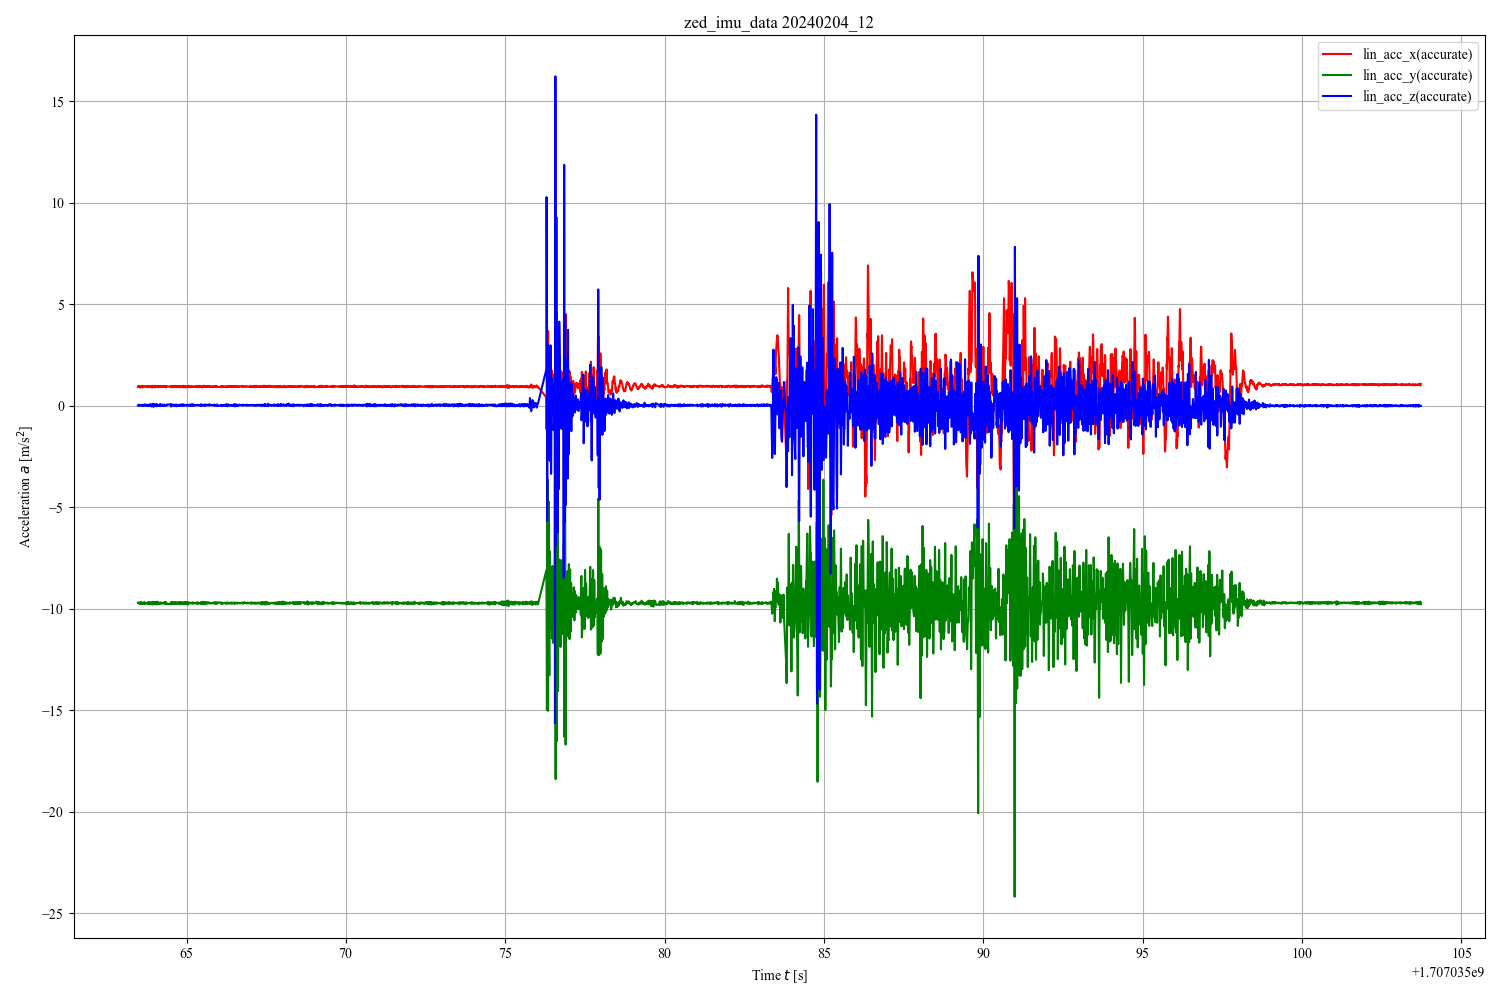 zed_imu_data 20240204_12
lin_acc_x(accurate)
lin_acc_y(accurate)
lin_acc_z(accurate)
15
10
5
0
−5
−10
−15
−20
−25
Acceleration a [m/s²]
65 70 75 80 85 90 95 100 105
+1.707035e9
Time t [s]